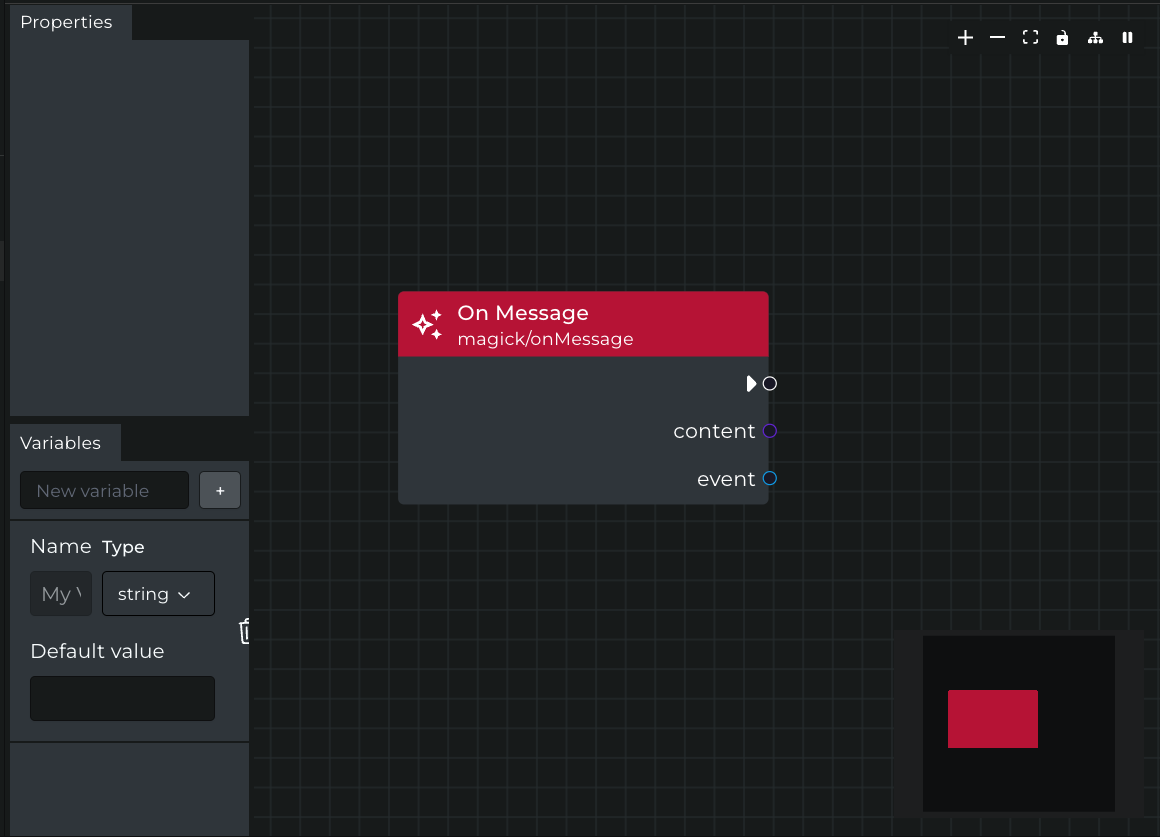 Properties
On Message
magick/onMessage
content
event
Variables
New variable
+
Name Type
My
string
Default value